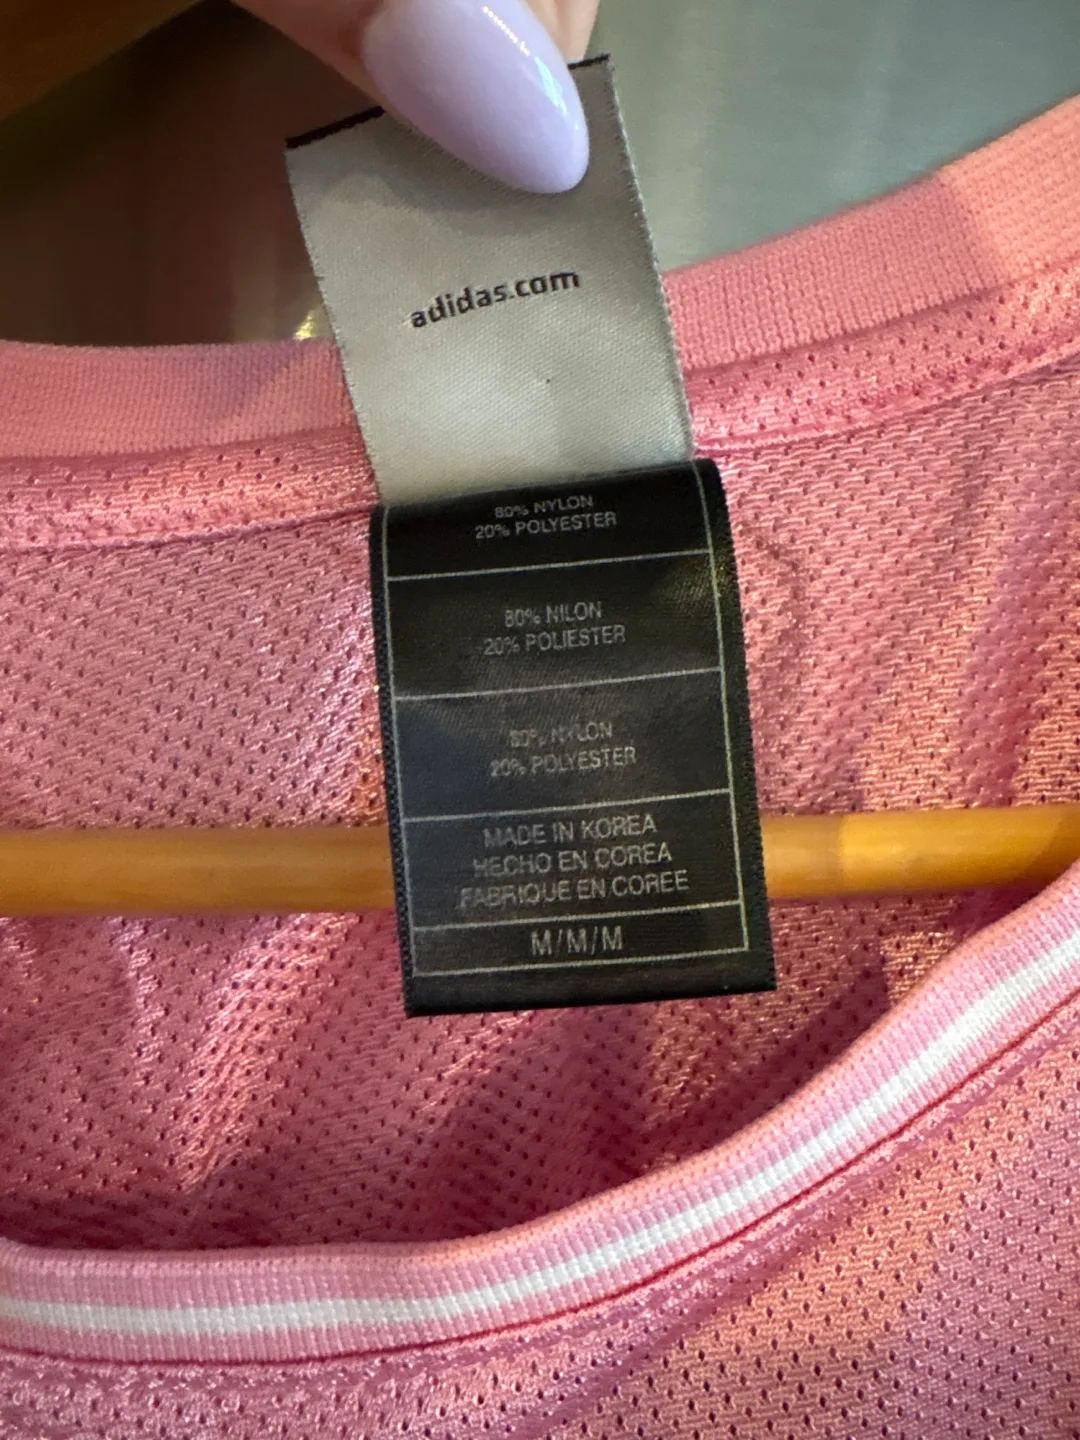 adidas.com
80% NYLON
20% POLYESTER
80% NILON
20% POLIESTER
80% NYLON
20% POLYESTER
MADE IN KOREA
HECHO EN COREA
FABRIQUE EN COREE
M/M/M